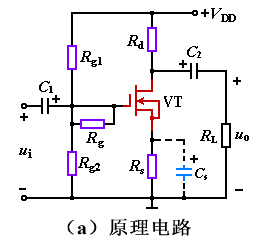 +V_DD
R_d
C_2
R_g1
C_1
VT
R_g
R_L
u_o
u_i
R_g2
R_s
C_s
(a)原理电路